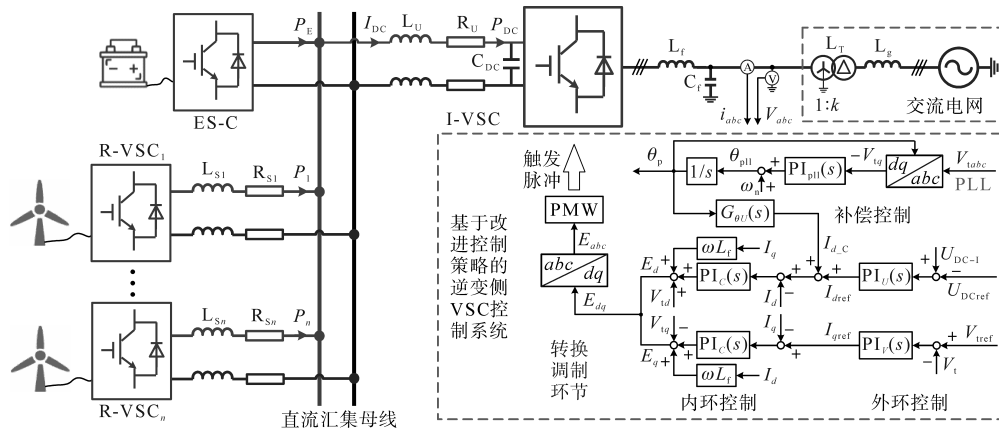 P_E
I_DC
L_U
R_U
P_DC
C_DC
ES-C
I-VSC
L_f
C_f
A
V
i_abc
V_abc
L_T
L_g
1:k
交流电网
R-VSC_1
L_S1
R_S1
P_1
R-VSC_n
L_Sn
R_Sn
P_n
直流汇集母线
基于改
进控制
策略的
逆变侧
VSC控
制系统
触发
脉冲
PMW
E_abc
abc
dq
E_dq
转换
调制
环节
θ_p
1/s
θ_pll
+
ω_n
+
PI_pll(s)
−V_tq
dq
abc
V_tabc
PLL
G_θU(s)
补偿控制
I_d_C
ωL_f
I_q
E_d
+
+
PI_C(s)
+
+
+
I_dref
PI_U(s)
+
U_DC-I
−
U_DCref
V_td
+
I_d
−
V_tq
−
I_q
−
E_q
+
+
PI_C(s)
+
I_qref
PI_V(s)
+
V_tref
−
V_t
ωL_f
I_d
内环控制
外环控制